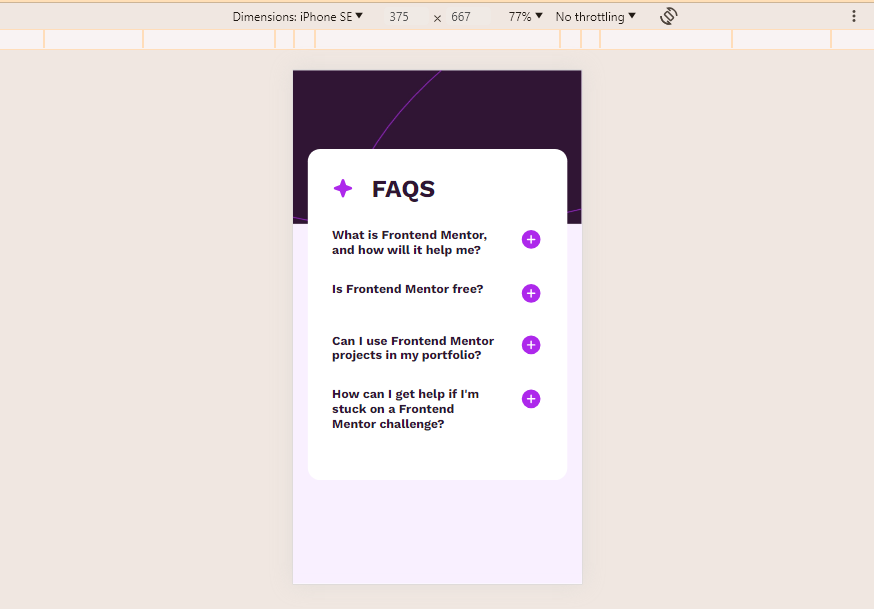 Dimensions: iPhone SE 375 × 667 77% No throttling
FAQS
What is Frontend Mentor,
and how will it help me?
Is Frontend Mentor free?
Can I use Frontend Mentor
projects in my portfolio?
How can I get help if I'm
stuck on a Frontend
Mentor challenge?